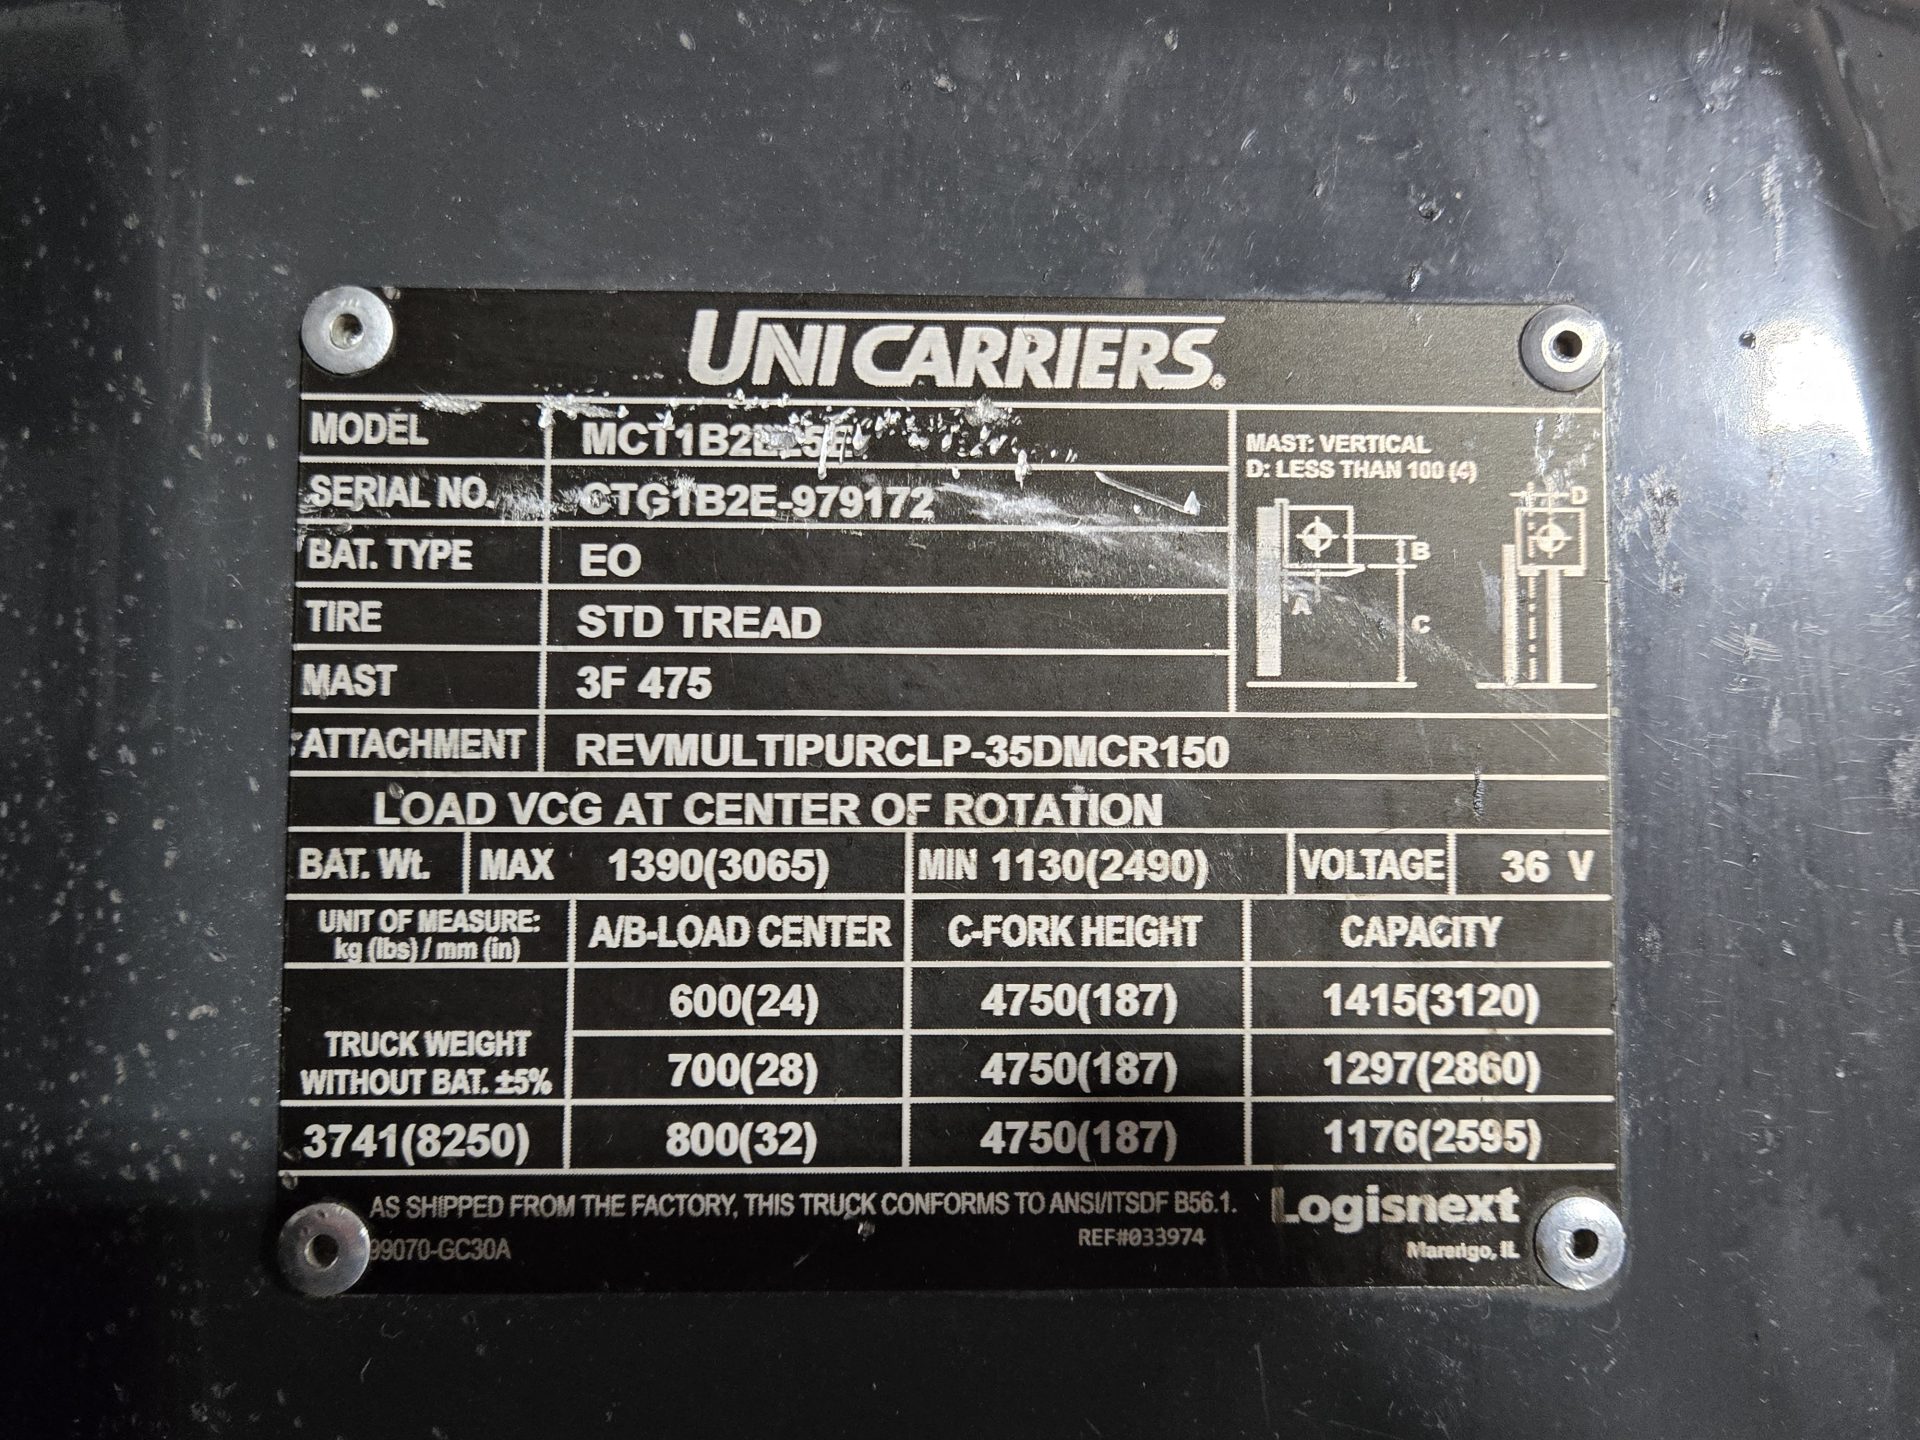 UNICARRIERS®
MODEL
SERIAL NO. CTG1B2E-979172
BAT. TYPE EO
TIRE STD TREAD
MAST 3F 475
MAST: VERTICAL
D: LESS THAN 100 (4)
D
B
A
C
ATTACHMENT REVMULTIPURCLP-35DMCR150
LOAD VCG AT CENTER OF ROTATION
BAT. Wt. MAX 1390(3065) MIN 1130(2490) VOLTAGE 36 V
UNIT OF MEASURE:
kg (lbs) / mm (in)
A/B-LOAD CENTER C-FORK HEIGHT CAPACITY
600(24) 4750(187) 1415(3120)
TRUCK WEIGHT
WITHOUT BAT. ±5%
700(28) 4750(187) 1297(2860)
3741(8250) 800(32) 4750(187) 1176(2595)
AS SHIPPED FROM THE FACTORY, THIS TRUCK CONFORMS TO ANSI/ITSDF B56.1.
Logisnext
99070-GC30A REF#033974 Marengo, IL